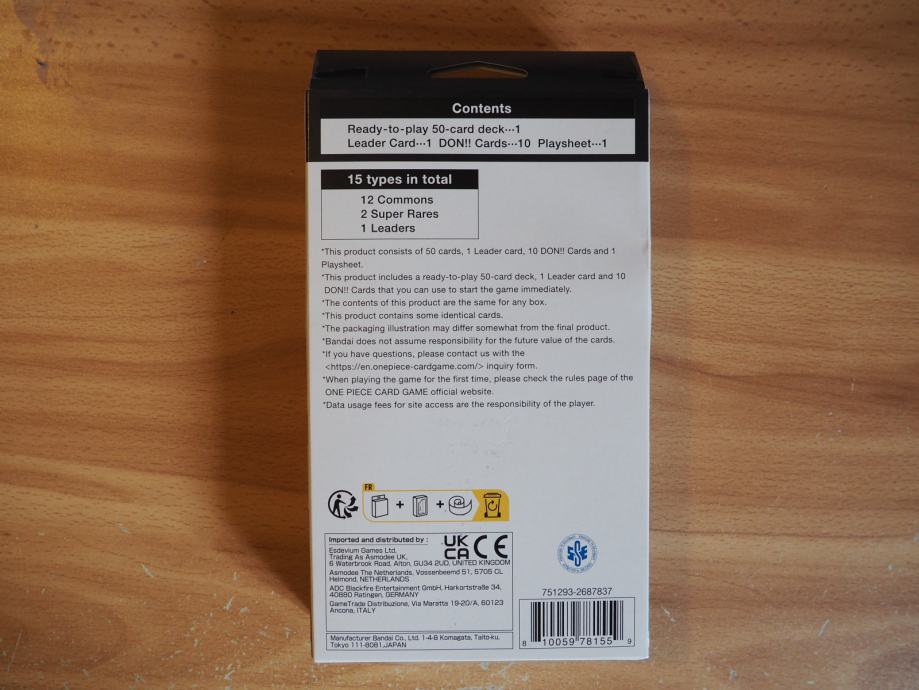 Contents
Ready-to-play 50-card deck···1
Leader Card···1 DON!! Cards···10 Playsheet···1
15 types in total
12 Commons
2 Super Rares
1 Leaders
*This product consists of 50 cards, 1 Leader card, 10 DON!! Cards and 1
Playsheet.
*This product includes a ready-to-play 50-card deck, 1 Leader card and 10
DON!! Cards that you can use to start the game immediately.
*The contents of this product are the same for any box.
*This product contains some identical cards.
*The packaging illustration may differ somewhat from the final product.
*Bandai does not assume responsibility for the future value of the cards.
*If you have questions, please contact us with the
<https://en.onepiece-cardgame.com/> inquiry form.
*When playing the game for the first time, please check the rules page of the
ONE PIECE CARD GAME official website.
*Data usage fees for site access are the responsibility of the player.
FR
+ +
Imported and distributed by :
Esdevium Games Ltd,
Trading As Asmodee UK,
6 Waterbrook Road, Alton, GU34 2UD, UNITED KINGDOM
Asmodee The Netherlands, Vossenbeemd 51, 5705 CL
Helmond, NETHERLANDS
ADC Blackfire Entertainment GmbH, Harkortstraße 34,
40880 Ratingen, GERMANY
GameTrade Distribuzione, Via Maratta 19-20/A, 60123
Ancona, ITALY
UK
CA CE
Manufacturer Bandai Co., Ltd. 1-4-8 Komagata, Taito-ku,
Tokyo 111-8081,JAPAN
751293-2687837
8 10059 78155 9